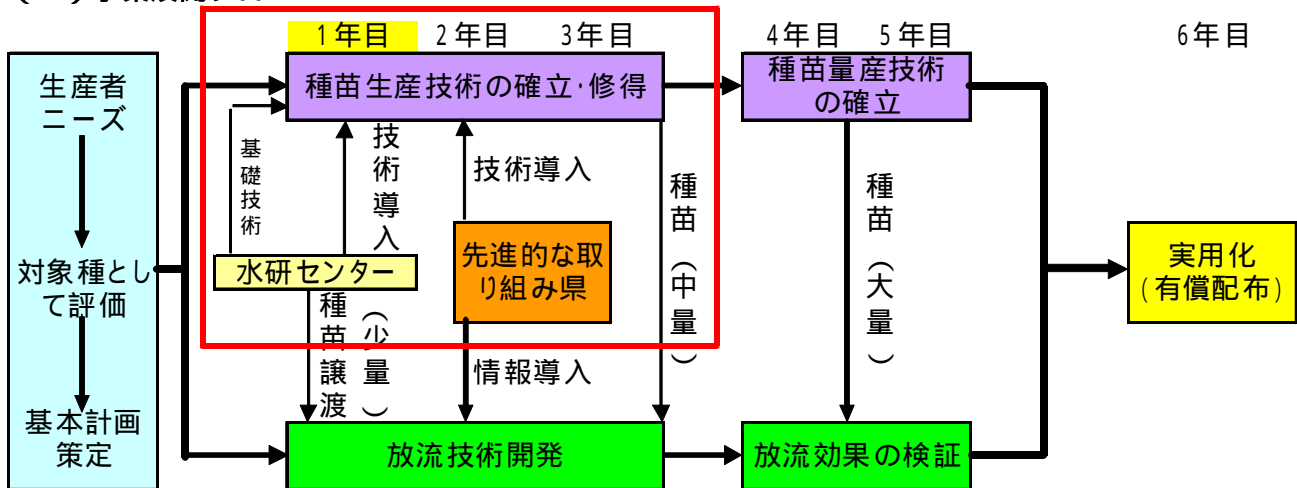 1年目 2年目 3年目 4年目 5年目 6年目
生産者
ニーズ
対象種とし
て評価
基本計画
策定
種苗生産技術の確立・修得
種苗量産技術
の確立
基礎技術
技術導入
技術導入
水研センター
先進的な取
り組み県
種苗譲渡
(少量)
情報導入
種苗(中量)
種苗(大量)
実用化
(有償配布)
放流技術開発
放流効果の検証